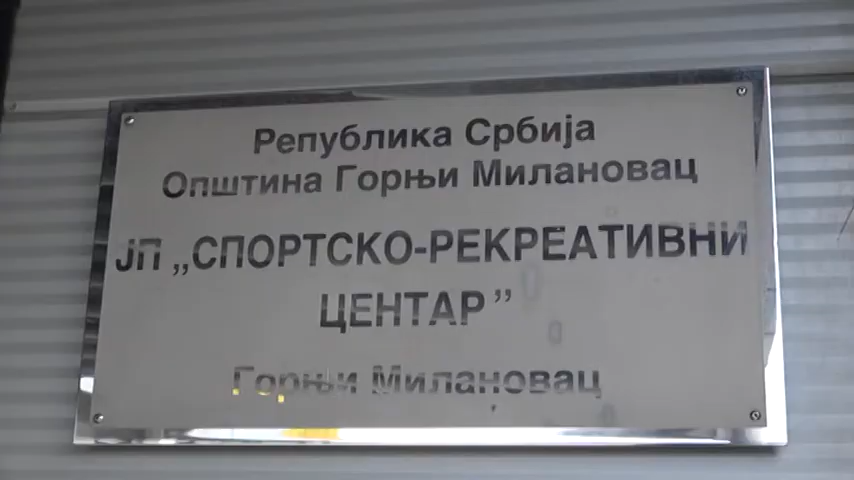 Република Србија
Општина Горњи Милановац
ЈП „СПОРТСКО-РЕКРЕАТИВНИ
ЦЕНТАР”
Горњи Милановац